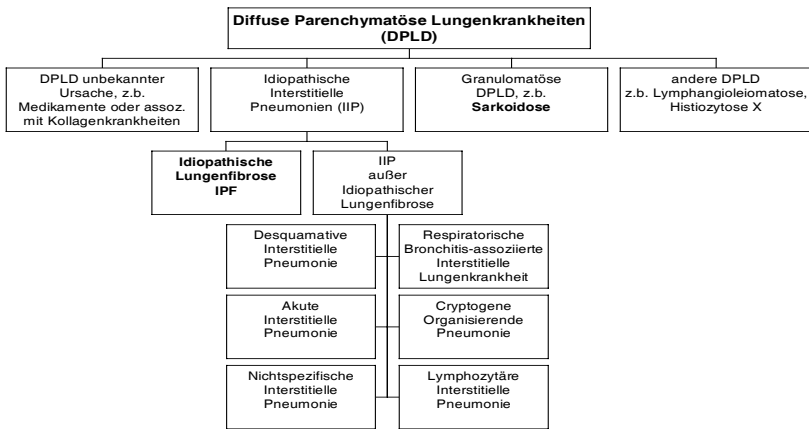 Diffuse Parenchymatöse Lungenkrankheiten
(DPLD)
DPLD unbekannter
Ursache, z.b.
Medikamente oder assoz.
mit Kollagenkrankheiten
Idiopathische
Interstitielle
Pneumonien (IIP)
Granulomatöse
DPLD, z.b.
Sarkoidose
andere DPLD
z.b. Lymphangioleiomatose,
Histiozytose X
Idiopathische
Lungenfibrose
IPF
IIP
außer
Idiopathischer
Lungenfibrose
Desquamative
Interstitielle
Pneumonie
Respiratorische
Bronchitis-assoziierte
Interstitielle
Lungenkrankheit
Akute
Interstitielle
Pneumonie
Cryptogene
Organisierende
Pneumonie
Nichtspezifische
Interstitielle
Pneumonie
Lymphozytäre
Interstitielle
Pneumonie